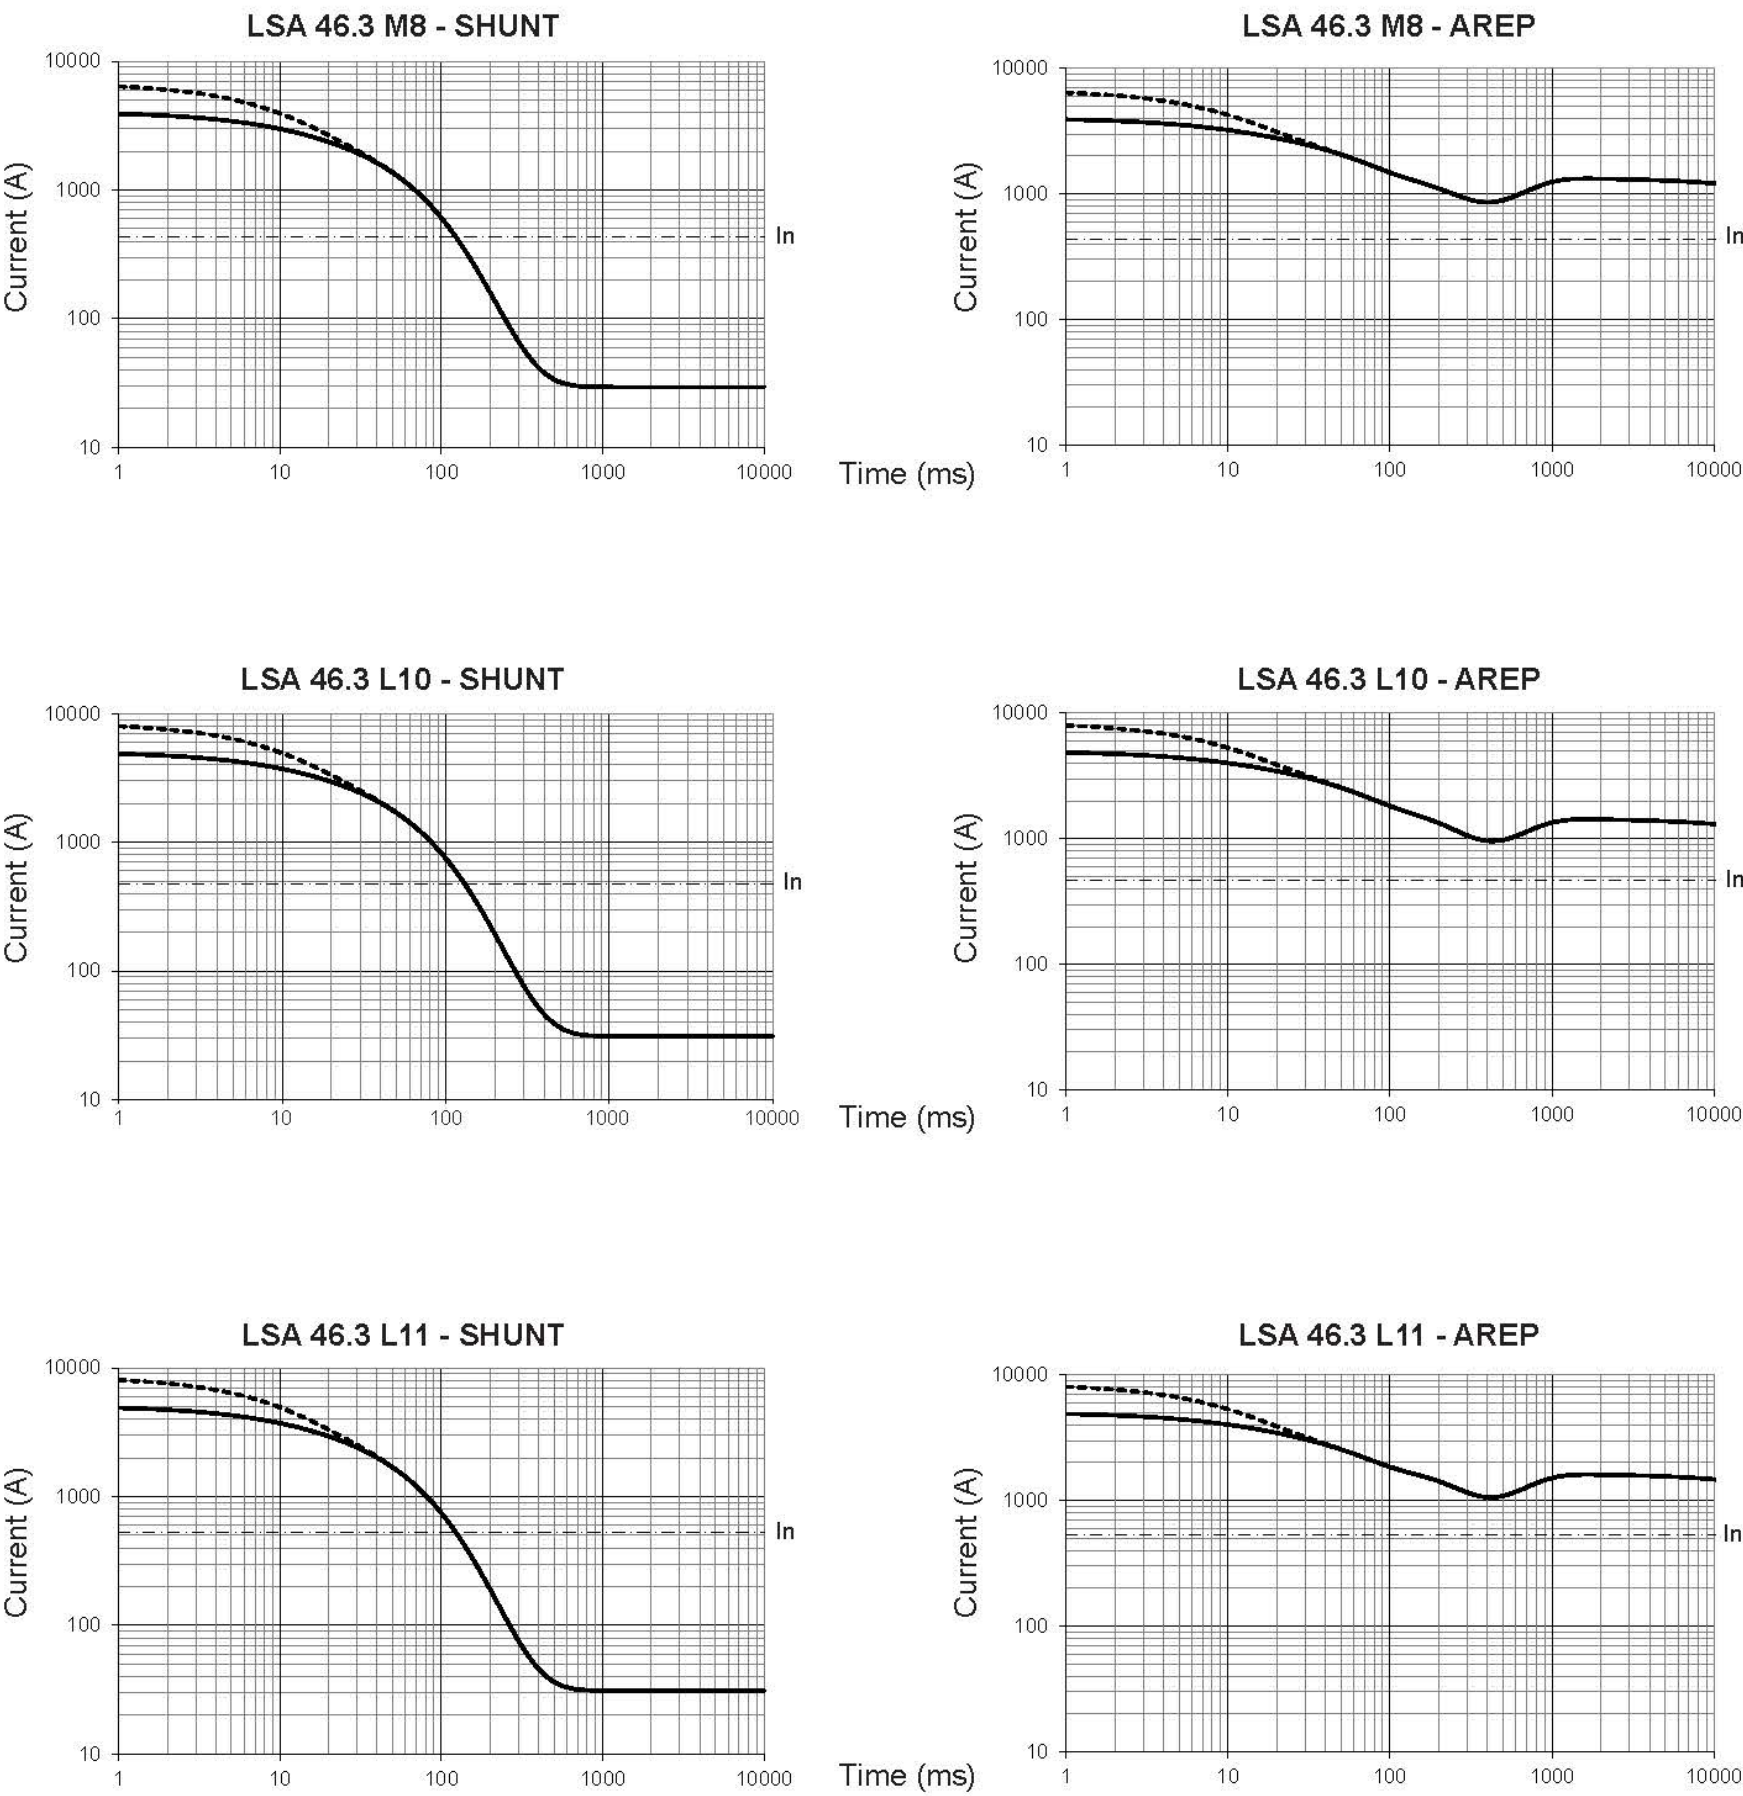 LSA 46.3 M8 - SHUNT
10000
1000
100
10
Current (A)
In
1 10 100 1000 10000
Time (ms)
LSA 46.3 M8 - AREP
10000
1000
100
10
Current (A)
In
1 10 100 1000 10000
LSA 46.3 L10 - SHUNT
10000
1000
100
10
Current (A)
In
1 10 100 1000 10000
Time (ms)
LSA 46.3 L10 - AREP
10000
1000
100
10
Current (A)
In
1 10 100 1000 10000
LSA 46.3 L11 - SHUNT
10000
1000
100
10
Current (A)
In
1 10 100 1000 10000
Time (ms)
LSA 46.3 L11 - AREP
10000
1000
100
10
Current (A)
In
1 10 100 1000 10000